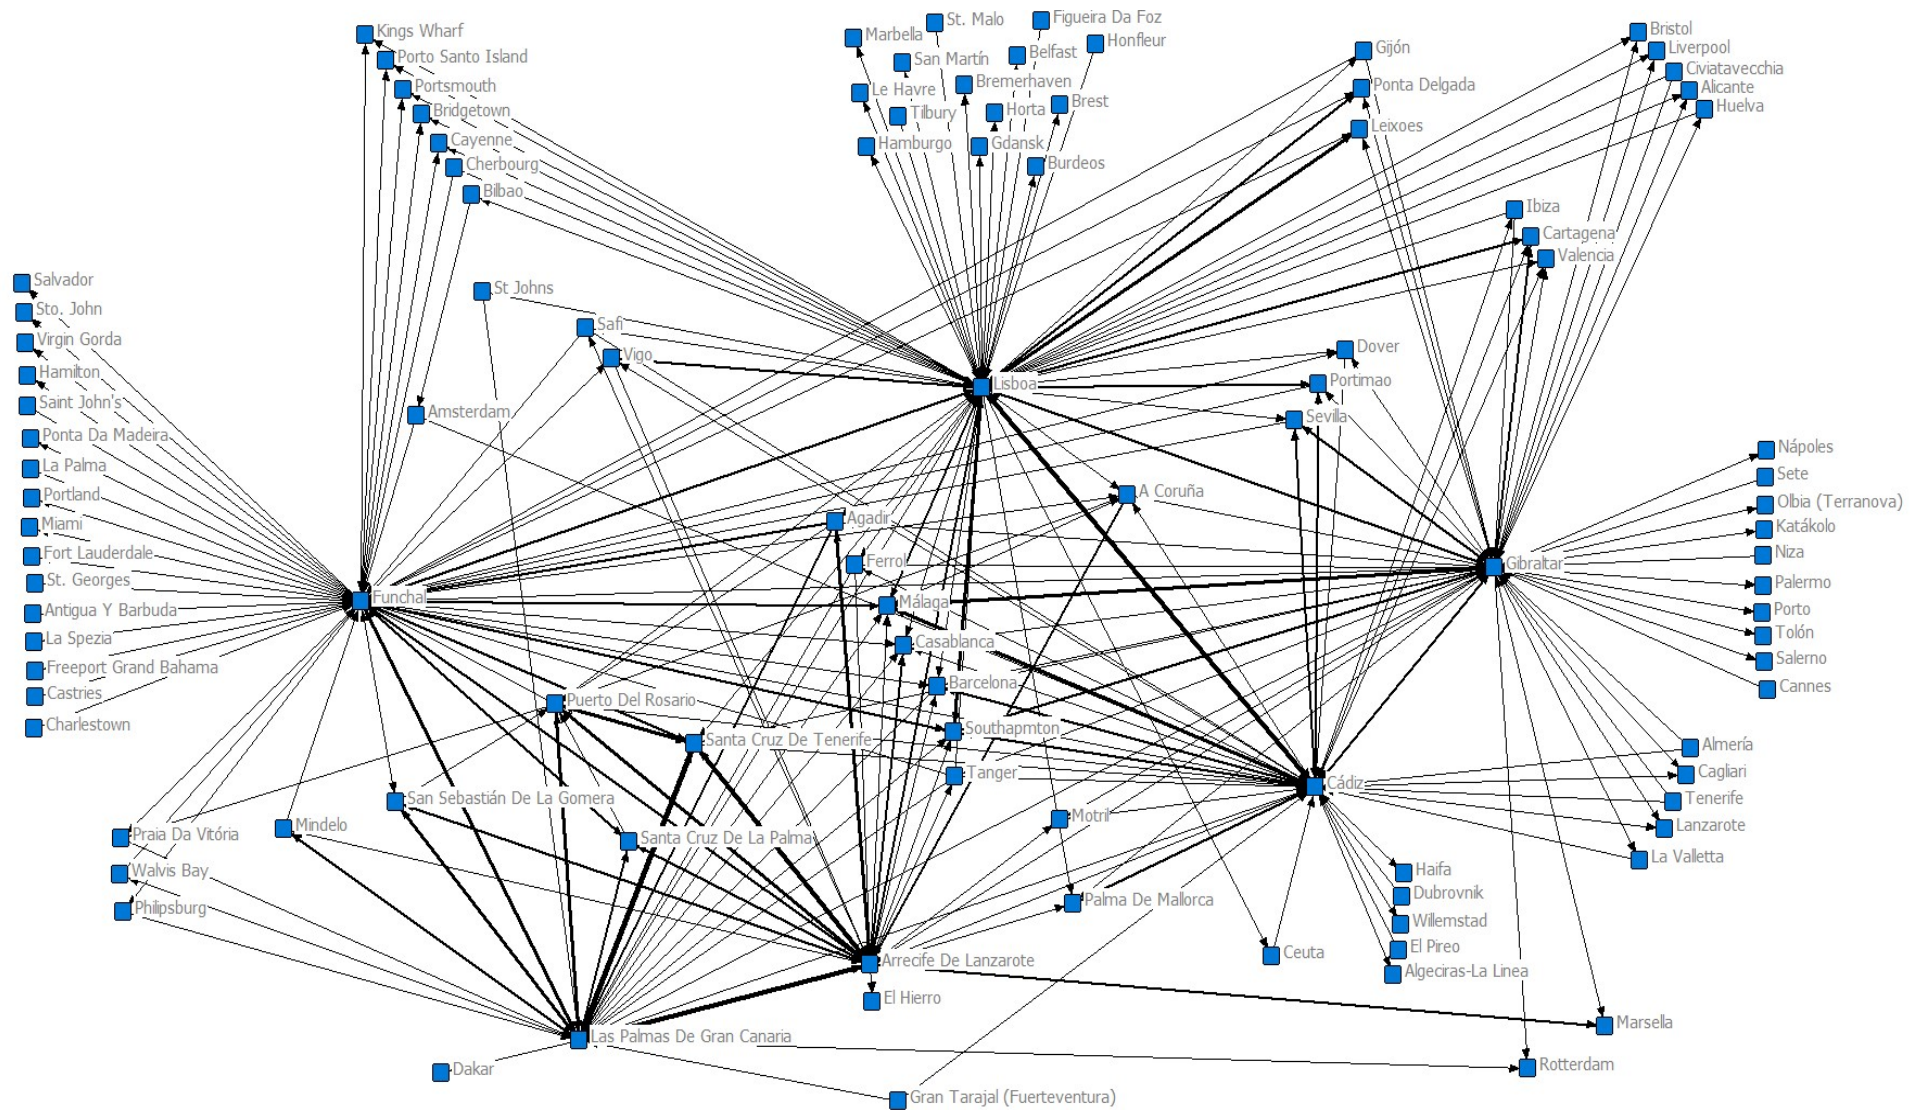 Kings Wharf
Porto Santo Island
Portsmouth
Bridgetown
Cayenne
Cherbourg
Bilbao
Marbella
St. Malo
Figueira Da Foz
Honfleur
San Martín
Belfast
Bremerhaven
Le Havre
Tilbury
Horta
Brest
Hamburgo
Gdansk
Burdeos
Gijón
Ponta Delgada
Leixoes
Bristol
Liverpool
Civiatavecchia
Alicante
Huelva
Ibiza
Cartagena
Valencia
Salvador
Sto. John
Virgin Gorda
Hamilton
Saint John's
Ponta Da Madeira
La Palma
Portland
Miami
Fort Lauderdale
St. Georges
Antigua Y Barbuda
La Spezia
Freeport Grand Bahama
Castries
Charlestown
St Johns
Safi
Vigo
Amsterdam
Lisboa
Dover
Portimao
Sevilla
A Coruña
Agadir
Ferrol
Funchal
Málaga
Casablanca
Barcelona
Southapmton
Tanger
Gibraltar
Nápoles
Sete
Olbia (Terranova)
Katákolo
Niza
Palermo
Porto
Tolón
Salerno
Cannes
Puerto Del Rosario
Santa Cruz De Tenerife
San Sebastián De La Gomera
Mindelo
Santa Cruz De La Palma
Praia Da Vitória
Walvis Bay
Philipsburg
Motril
Palma De Mallorca
Cádiz
Almería
Cagliari
Tenerife
Lanzarote
La Valletta
Haifa
Dubrovnik
Willemstad
El Pireo
Algeciras-La Linea
Ceuta
Arrecife De Lanzarote
El Hierro
Las Palmas De Gran Canaria
Dakar
Gran Tarajal (Fuerteventura)
Marsella
Rotterdam